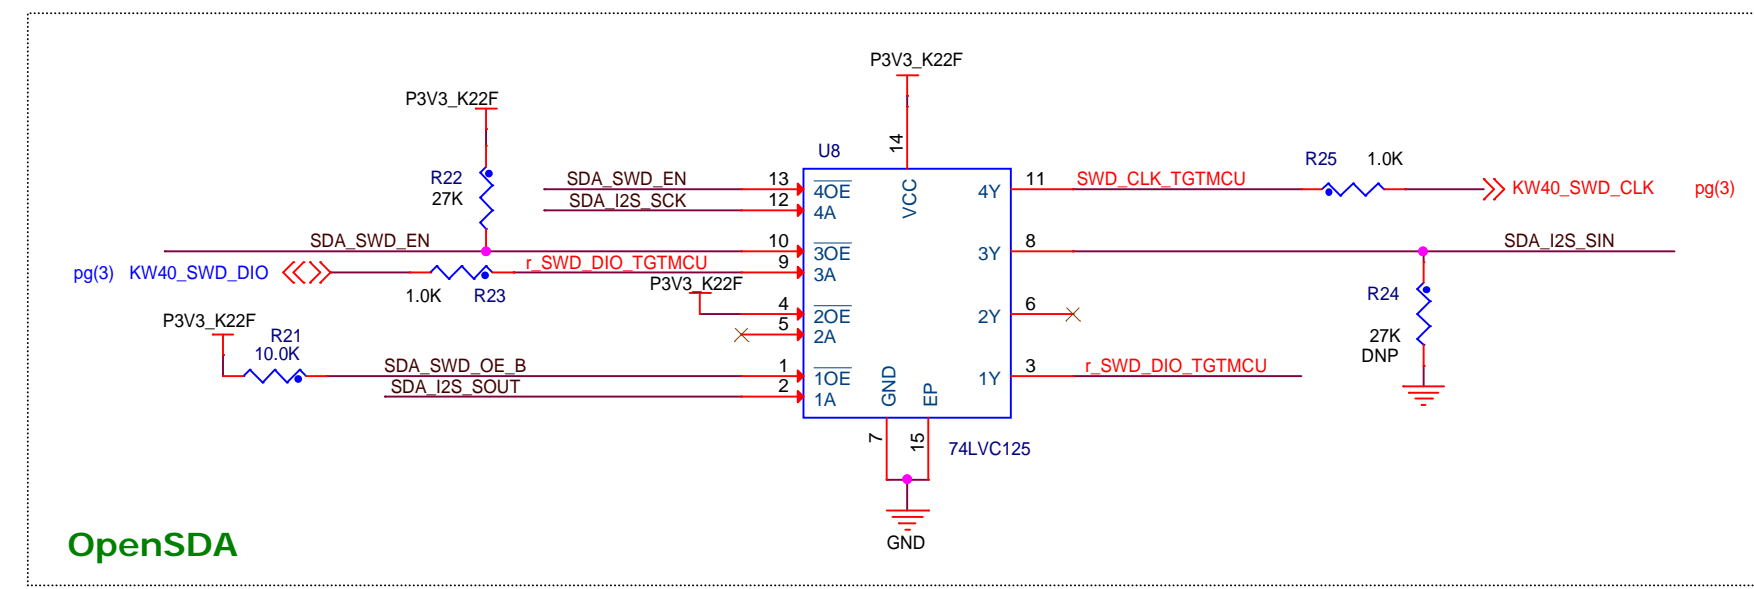 P3V3_K22F
P3V3_K22F
14
U8
R25 1.0K
R22
27K
SDA_SWD_EN 13 4OE VCC 4Y 11 SWD_CLK_TGTMCU KW40_SWD_CLK pg(3)
SDA_I2S_SCK 12 4A
SDA_SWD_EN 10 3OE 3Y 8 SDA_I2S_SIN
pg(3) KW40_SWD_DIO r_SWD_DIO_TGTMCU 9 3A
1.0K R23 P3V3_K22F R24
4 2OE 2Y 6
P3V3_K22F 5 2A
R21 27K
10.0K DNP
SDA_SWD_OE_B 1 1OE GND EP 1Y 3 r_SWD_DIO_TGTMCU
SDA_I2S_SOUT 2 1A
7 15 74LVC125
OpenSDA
GND